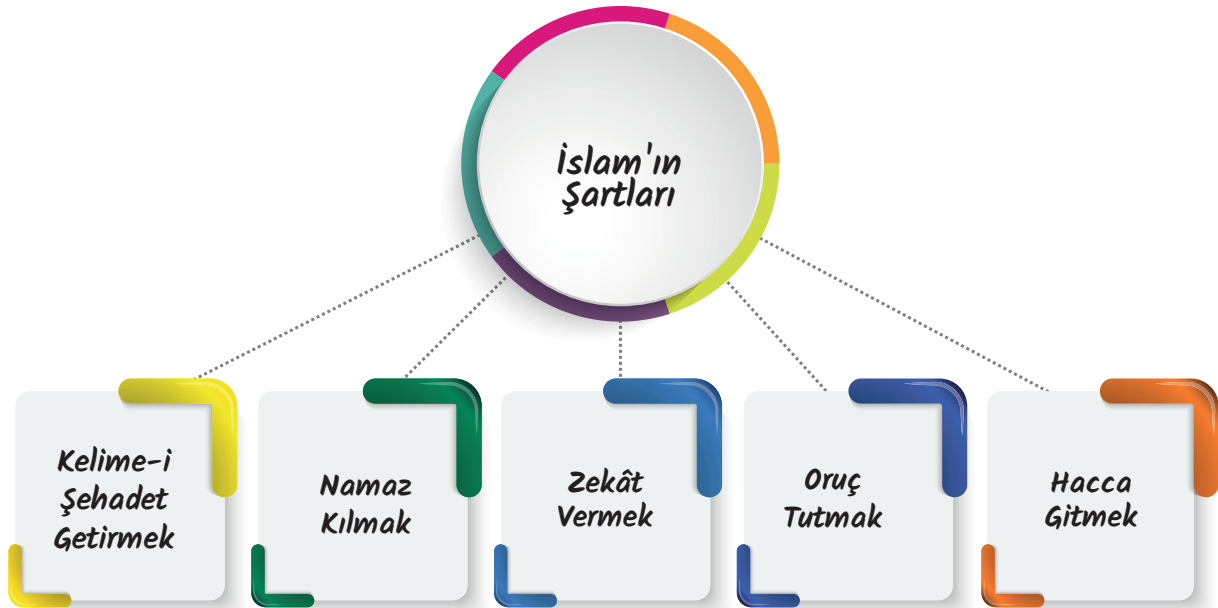 İslam'ın
Şartları
Kelime-i
Şehadet
Getirmek
Namaz
Kılmak
Zekât
Vermek
Oruç
Tutmak
Hacca
Gitmek